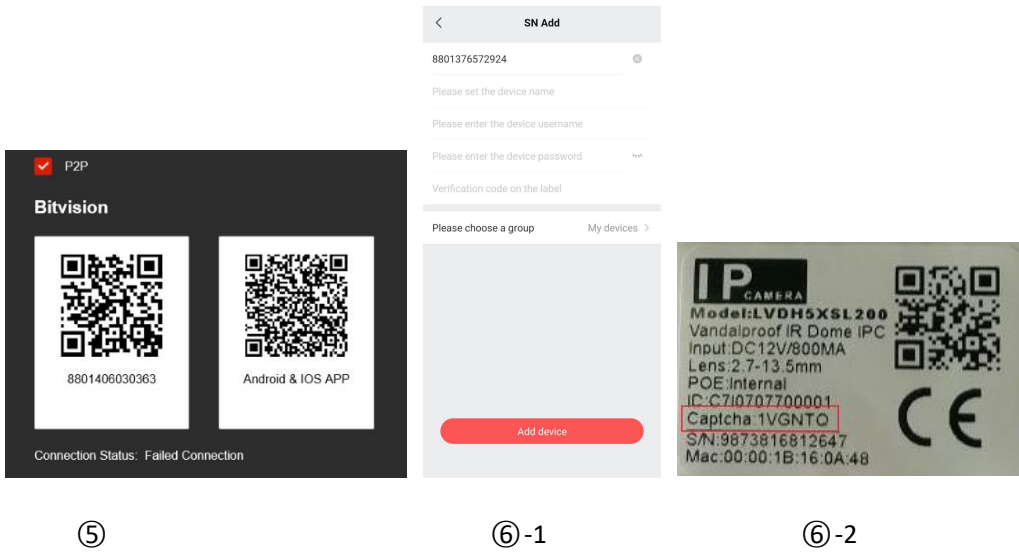 P2P
Bitvision
8801406030363
Android & IOS APP
Connection Status: Failed Connection
⑤
SN Add
8801376572924
Please set the device name
Please enter the device username
Please enter the device password
Verification code on the label
Please choose a group My devices >
Add device
⑥-1
IP
CAMERA
Model:LVDH5XSL200
Vandalproof IR Dome IPC
Input:DC12V/800MA
Lens:2.7-13.5mm
POE:Internal
ID:C7I0707700001
Captcha:1VGNTQ
S/N:9873816812647
Mac:00:00:1B:16:0A:48
CE
⑥-2